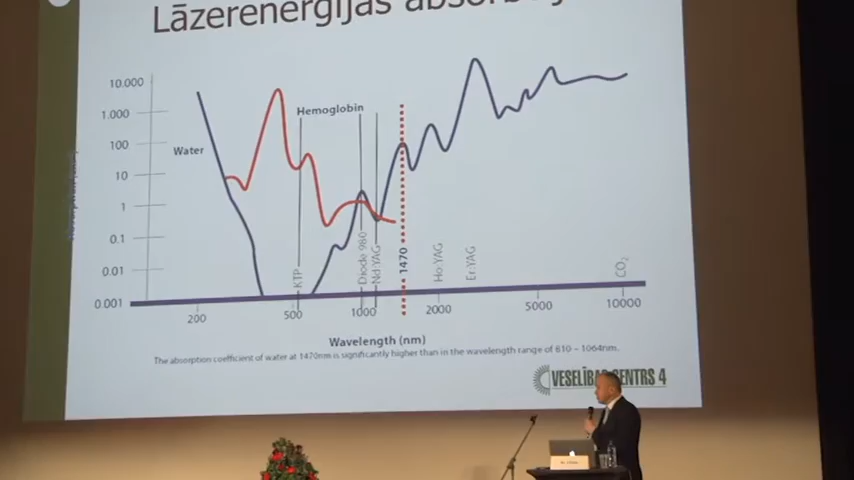 Lāzerenerģijas
10.000
1.000
100
10
1
0.1
0.01
0.001
Water
Hemoglobin
KTP
Diode 980
Nd:YAG
1470
Ho:YAG
Er:YAG
CO2
200
500
1000
2000
5000
10000
Wavelength (nm)
The absorption coefficient of water at 1470nm is significantly higher than in the wavelength range of 810 – 1064nm.
VESELĪBAS CENTRS 4